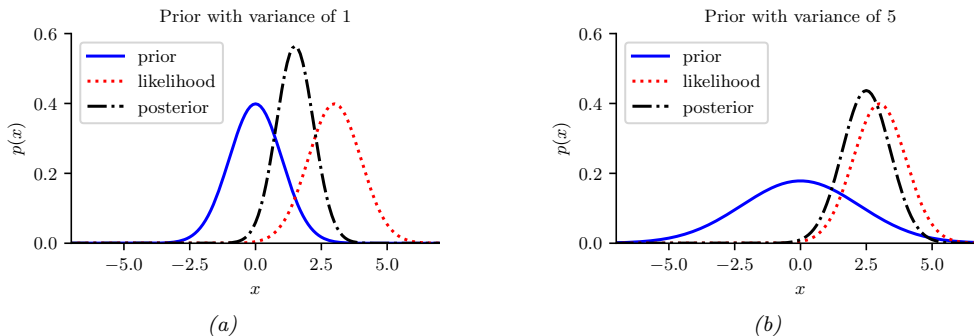 Prior with variance of 1
0.6
prior
likelihood
posterior
0.4
p(x)
0.2
0.0
−5.0 −2.5 0.0 2.5 5.0
x
(a)
Prior with variance of 5
0.6
prior
likelihood
posterior
0.4
p(x)
0.2
0.0
−5.0 −2.5 0.0 2.5 5.0
x
(b)